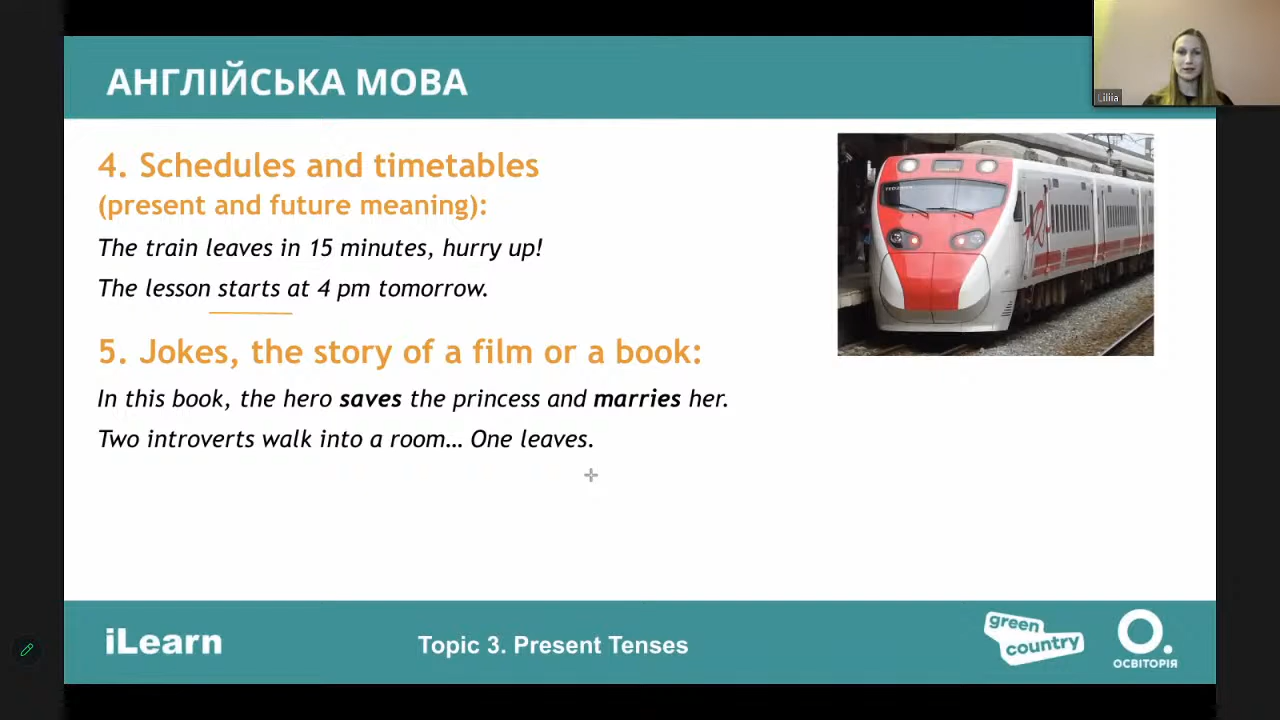 АНГЛІЙСЬКА МОВА
Liliia
4. Schedules and timetables
(present and future meaning):
The train leaves in 15 minutes, hurry up!
The lesson starts at 4 pm tomorrow.
5. Jokes, the story of a film or a book:
In this book, the hero saves the princess and marries her.
Two introverts walk into a room… One leaves.
iLearn
Topic 3. Present Tenses
green
country
ОСВІТОРІЯ